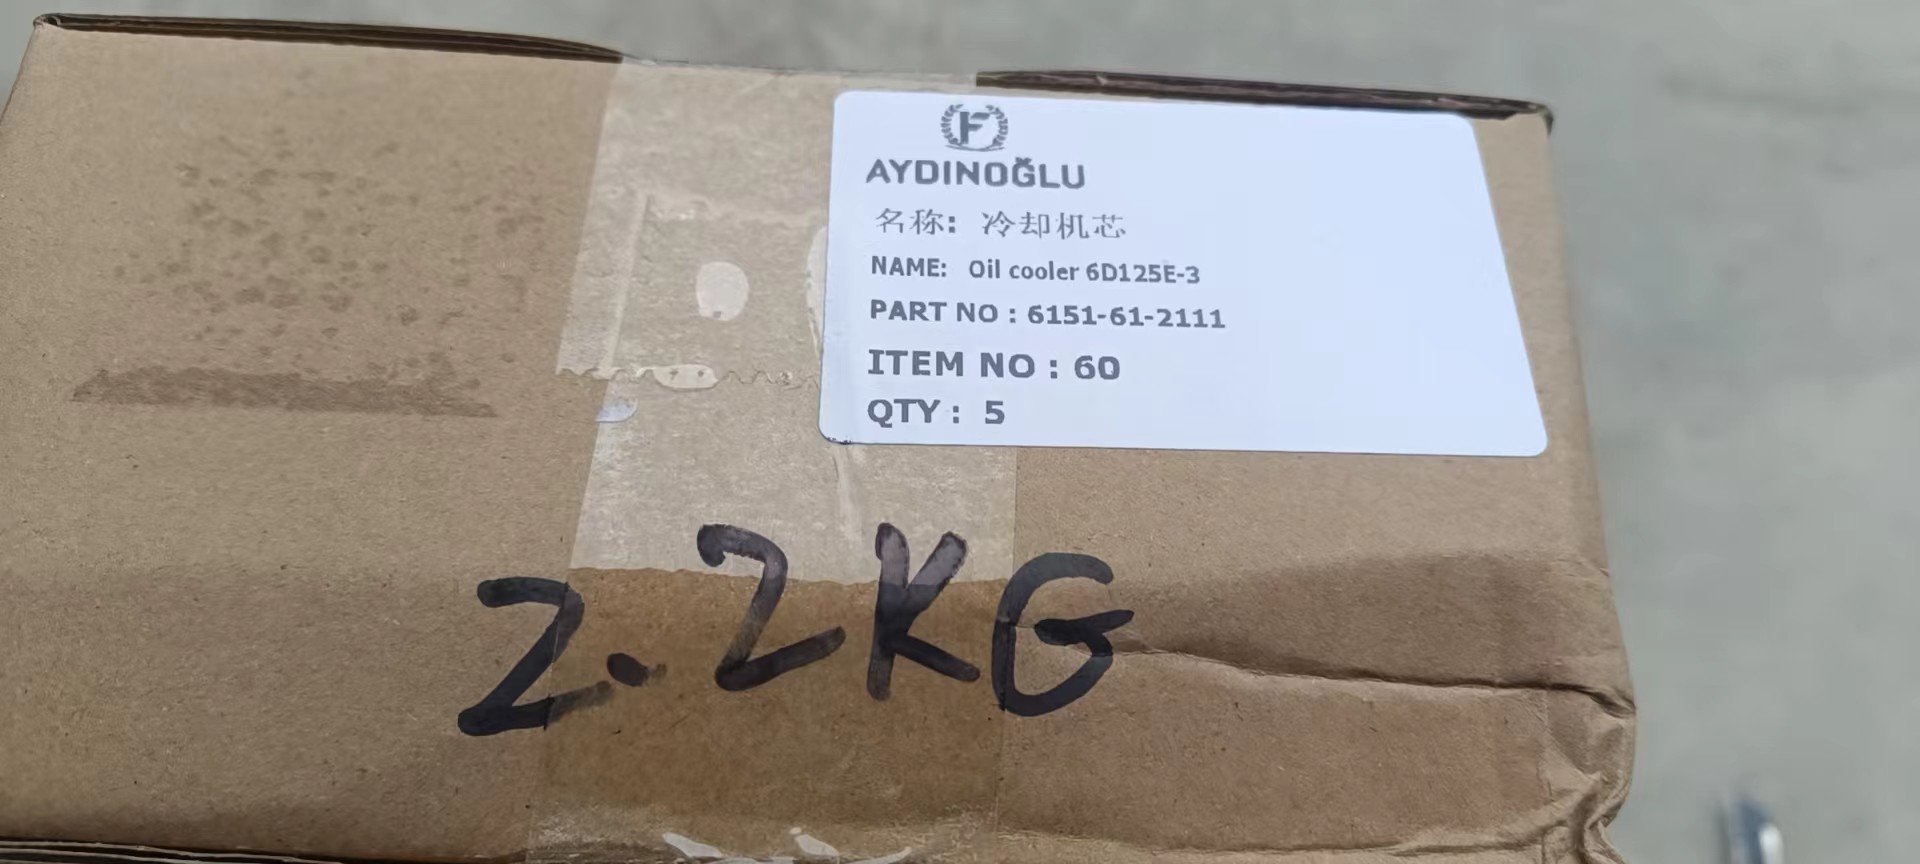 F
AYDINOĞLU
名称: 冷却机芯
NAME: Oil cooler 6D125E-3
PART NO : 6151-61-2111
ITEM NO : 60
QTY : 5
2.2KG